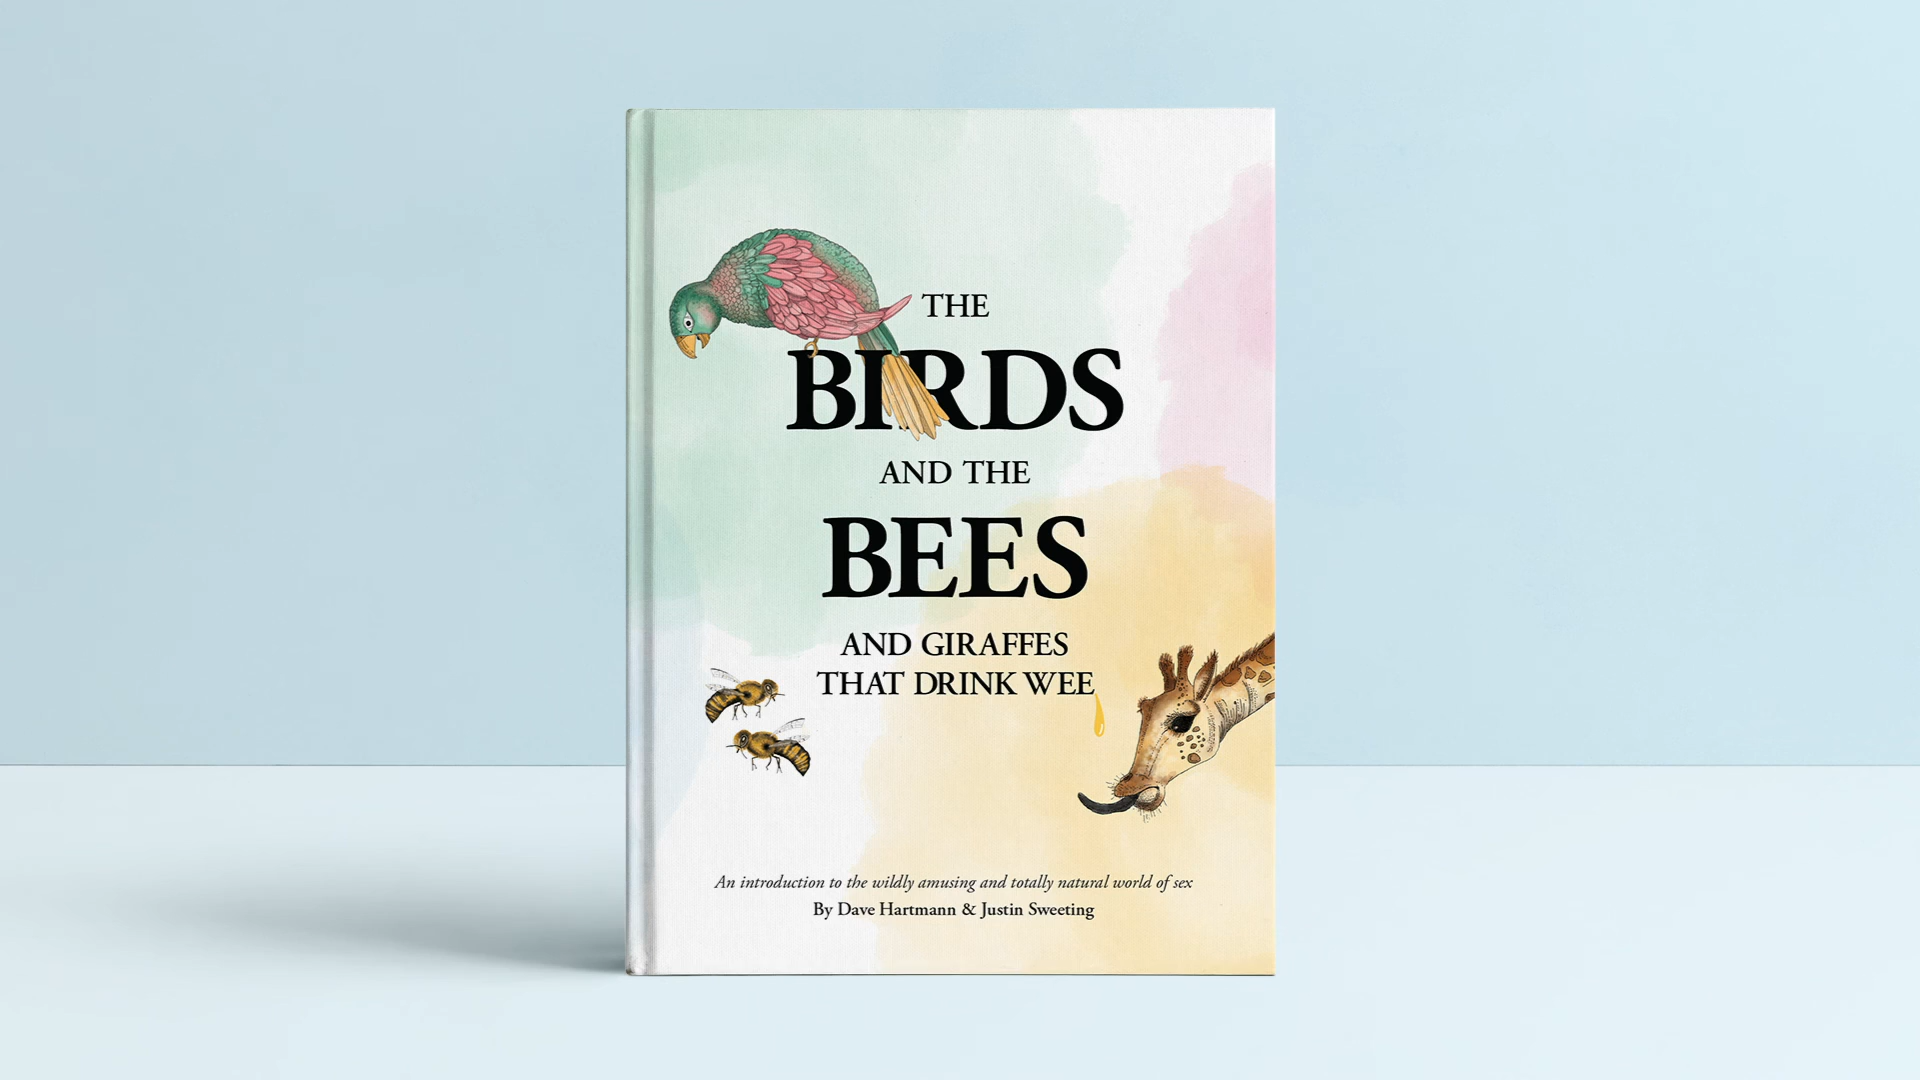 THE
BIRDS
AND THE
BEES
AND GIRAFFES
THAT DRINK WEE
An introduction to the wildly amusing and totally natural world of sex
By Dave Hartmann & Justin Sweeting